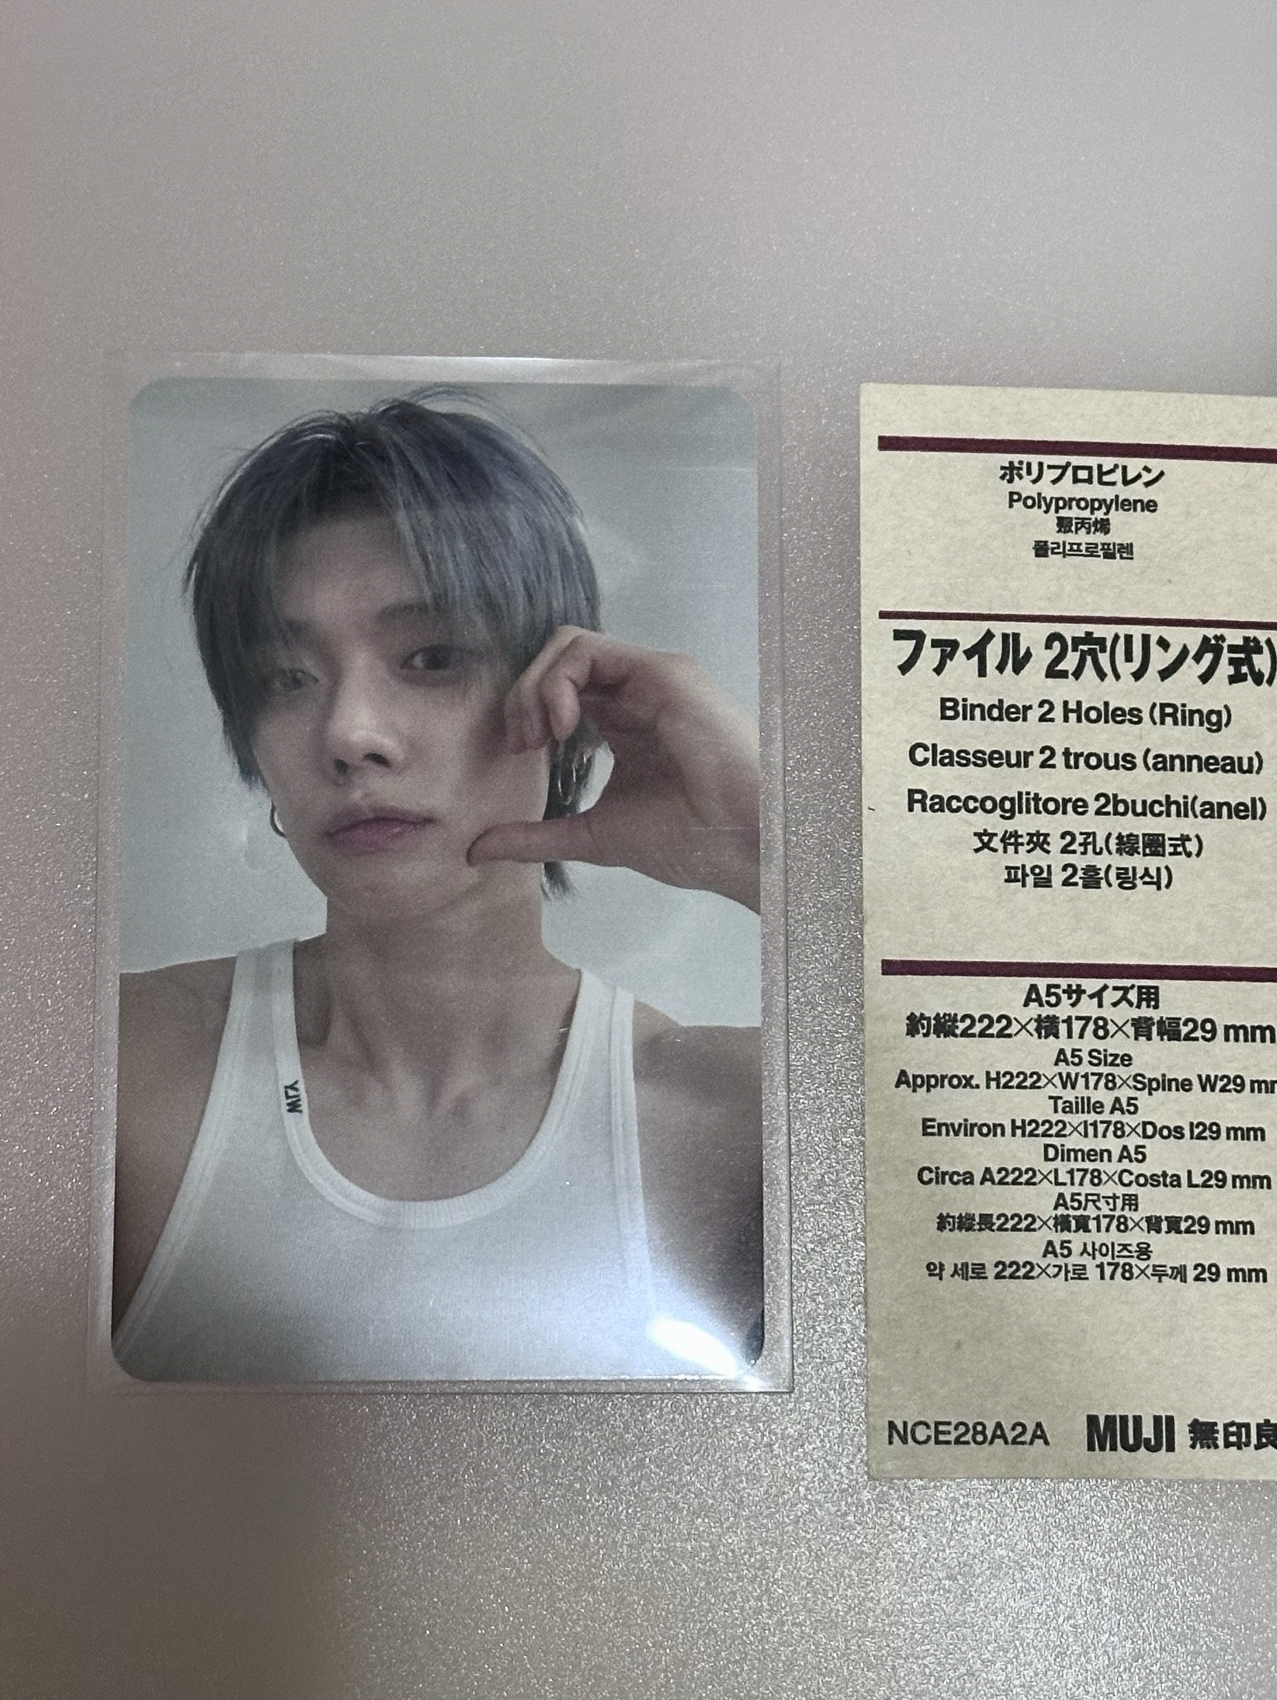 YJW
ポリプロピレン
Polypropylene
聚丙烯
폴리프로필렌
ファイル 2穴(リング式)
Binder 2 Holes (Ring)
Classeur 2 trous (anneau)
Raccoglitore 2buchi(anel)
文件夾 2孔(線圈式)
파일 2홀(링식)
A5サイズ用
約縦222×横178×背幅29 mm
A5 Size
Approx. H222×W178×Spine W29 mm
Taille A5
Environ H222×l178×Dos l29 mm
Dimen A5
Circa A222×L178×Costa L29 mm
A5尺寸用
約縱長222×橫寬178×背寬29 mm
A5 사이즈용
약 세로 222×가로 178×두께 29 mm
NCE28A2A MUJI 無印良